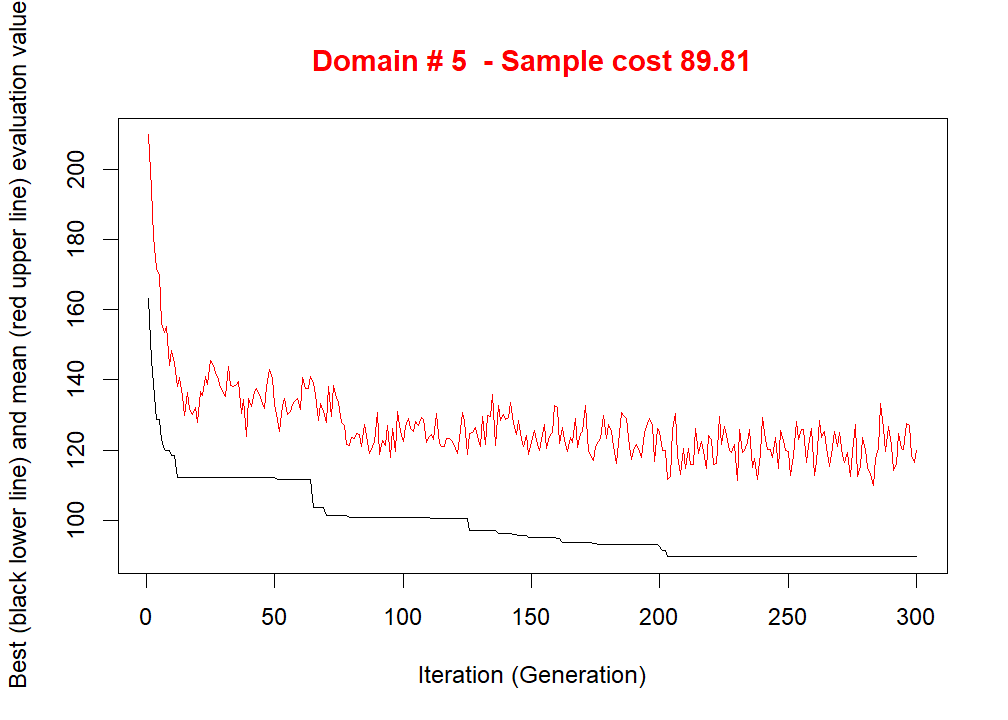 Domain # 5  - Sample cost 89.81
Best (black lower line) and mean (red upper line) evaluation value
200
180
160
140
120
100
0 50 100 150 200 250 300
Iteration (Generation)